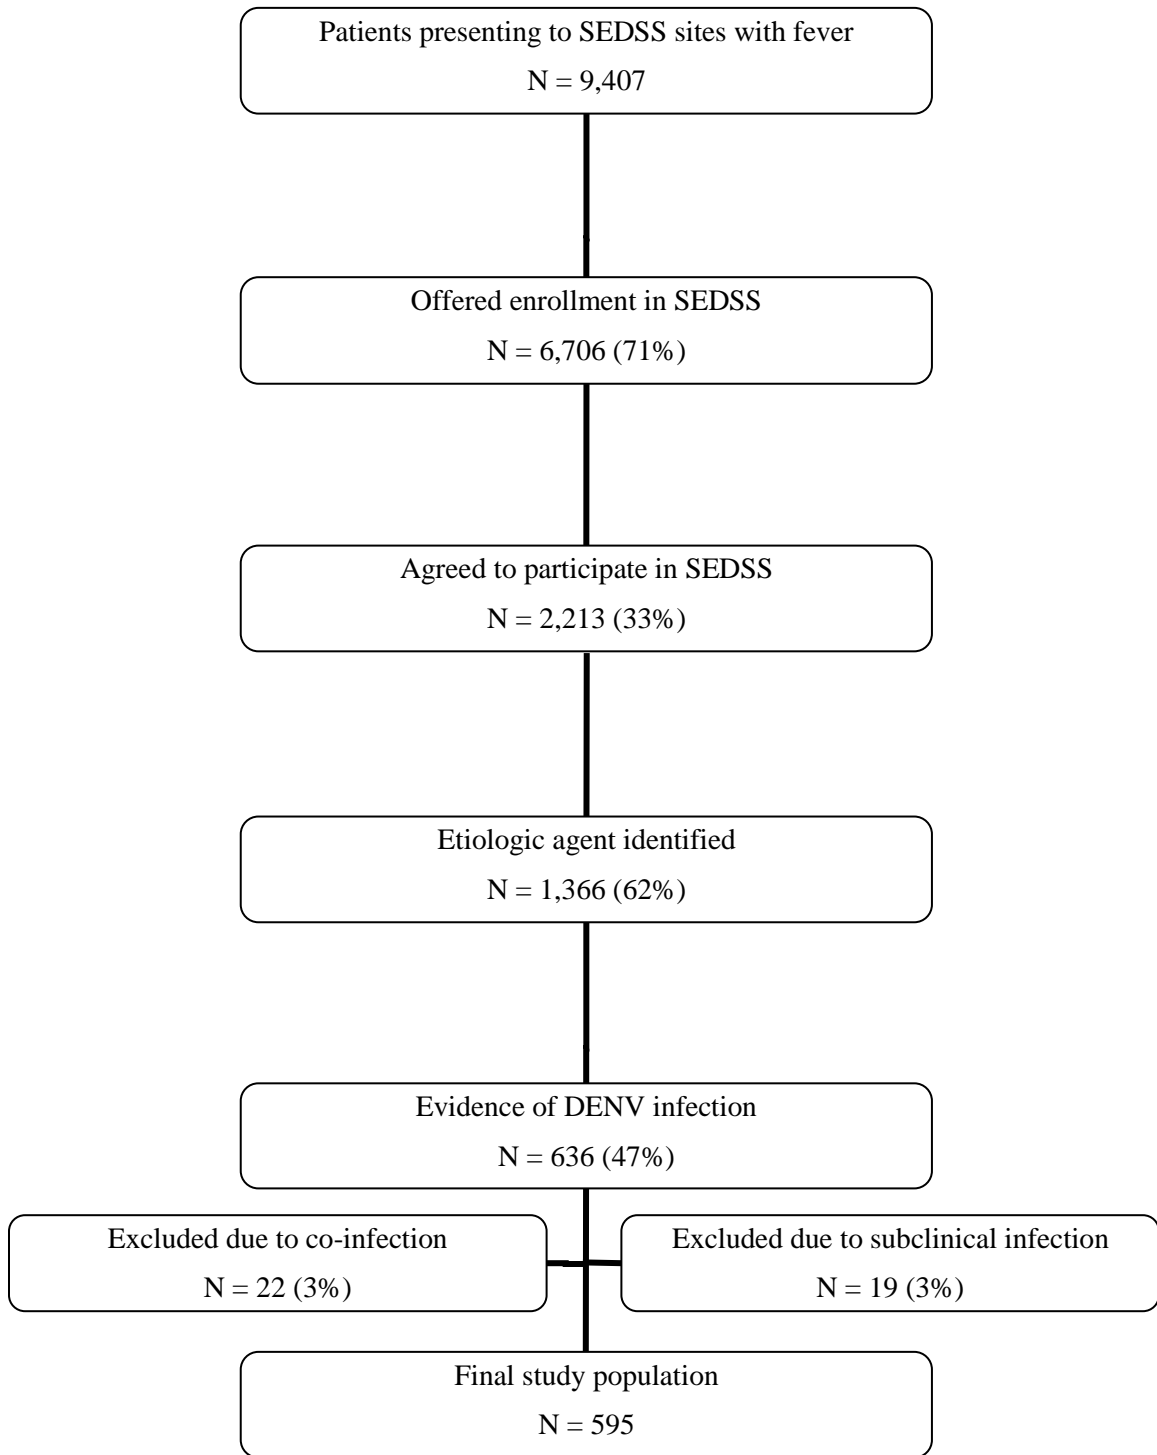 Patients presenting to SEDSS sites with fever
N = 9,407
Offered enrollment in SEDSS
N = 6,706 (71%)
Agreed to participate in SEDSS
N = 2,213 (33%)
Etiologic agent identified
N = 1,366 (62%)
Evidence of DENV infection
N = 636 (47%)
Excluded due to co-infection
N = 22 (3%)
Excluded due to subclinical infection
N = 19 (3%)
Final study population
N = 595